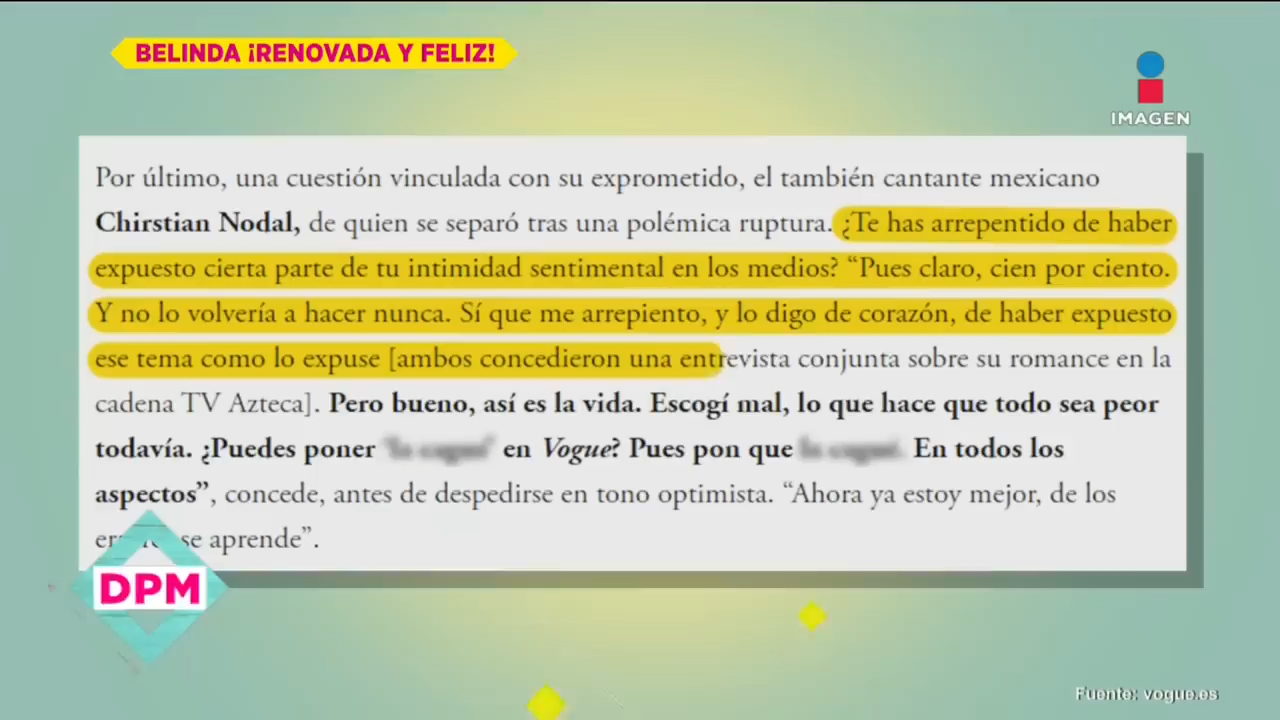 BELINDA ¡RENOVADA Y FELIZ!
IMAGEN
Por último, una cuestión vinculada con su exprometido, el también cantante mexicano
Chirstian Nodal, de quien se separó tras una polémica ruptura. ¿Te has arrepentido de haber
expuesto cierta parte de tu intimidad sentimental en los medios? “Pues claro, cien por ciento.
Y no lo volvería a hacer nunca. Sí que me arrepiento, y lo digo de corazón, de haber expuesto
ese tema como lo expuse [ambos concedieron una entrevista conjunta sobre su romance en la
cadena TV Azteca]. Pero bueno, así es la vida. Escogí mal, lo que hace que todo sea peor
todavía. ¿Puedes poner en Vogue? Pues pon que En todos los
aspectos”, concede, antes de despedirse en tono optimista. “Ahora ya estoy mejor, de los
se aprende”.
DPM
Fuente: vogue.es